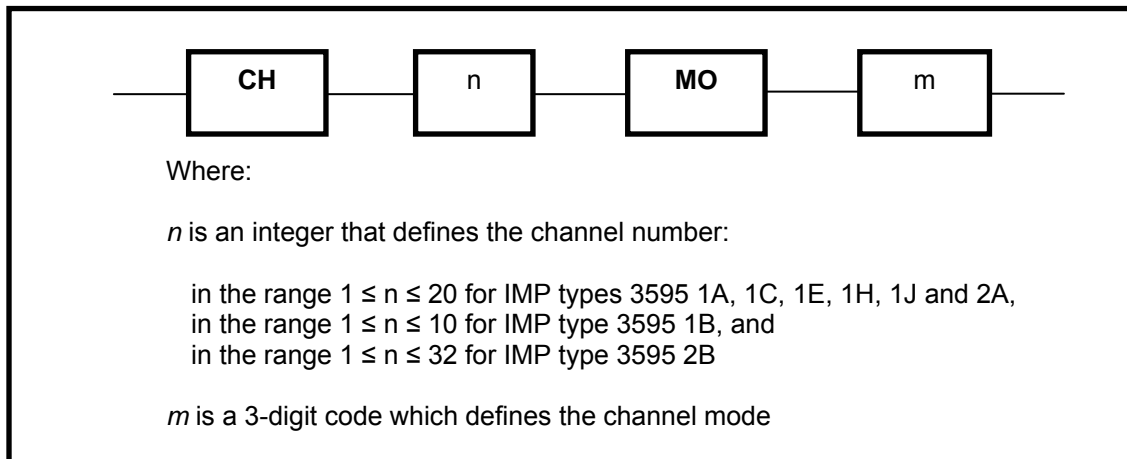 CH n MO m
Where:
n is an integer that defines the channel number:
in the range 1 ≤ n ≤ 20 for IMP types 3595 1A, 1C, 1E, 1H, 1J and 2A,
in the range 1 ≤ n ≤ 10 for IMP type 3595 1B, and
in the range 1 ≤ n ≤ 32 for IMP type 3595 2B
m is a 3-digit code which defines the channel mode